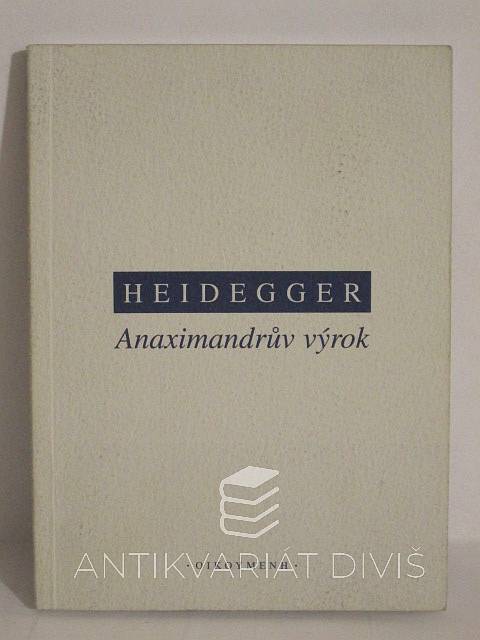 HEIDEGGER
Anaximandrův výrok
ANTIKVARIÁT DIVIŠ
· OIKOYMENH ·